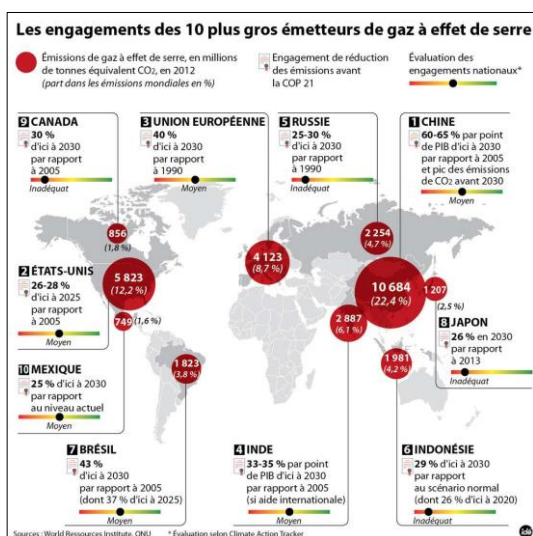 Les engagements des 10 plus gros émetteurs de gaz à effet de serre
Émissions de gaz à effet de serre, en millions
de tonnes équivalent CO₂, en 2012
(part dans les émissions mondiales en %)
Engagement de réduction
des émissions avant
la COP 21
Évaluation des
engagements nationaux*
9 CANADA
30 %
d'ici à 2030
par rapport
à 2005
Inadéquat
3 UNION EUROPÉENNE
40 %
d'ici à 2030
par rapport
à 1990
Moyen
5 RUSSIE
25-30 %
d'ici à 2030
par rapport
à 1990
Inadéquat
1 CHINE
60-65 % par point
de PIB d'ici à 2030
par rapport à 2005
et pic des émissions
de CO₂ avant 2030
Moyen
856
(1,8 %)
4 123
(8,7 %)
2 254
(4,7 %)
2 ÉTATS-UNIS
26-28 %
d'ici à 2025
par rapport
à 2005
Moyen
5 823
(12,2 %)
10 684
(22,4 %)
1 207
(2,5 %)
749 (1,6 %)
2 887
(6,1 %)
8 JAPON
26 % en 2030
par rapport
à 2013
Inadéquat
1 823
(3,8 %)
1 981
(4,2 %)
10 MEXIQUE
25 % d'ici à 2030
par rapport
au niveau actuel
Moyen
7 BRÉSIL
43 %
d'ici à 2030
par rapport à 2005
(dont 37 % d'ici à 2025)
Moyen
4 INDE
33-35 % par point
de PIB d'ici à 2030
par rapport à 2005
(si aide internationale)
Moyen
6 INDONÉSIE
29 % d'ici à 2030
par rapport
au scénario normal
(dont 26 % d'ici à 2020)
Inadéquat
Sources : World Ressources Institute, ONU * Évaluation selon Climate Action Tracker
idé